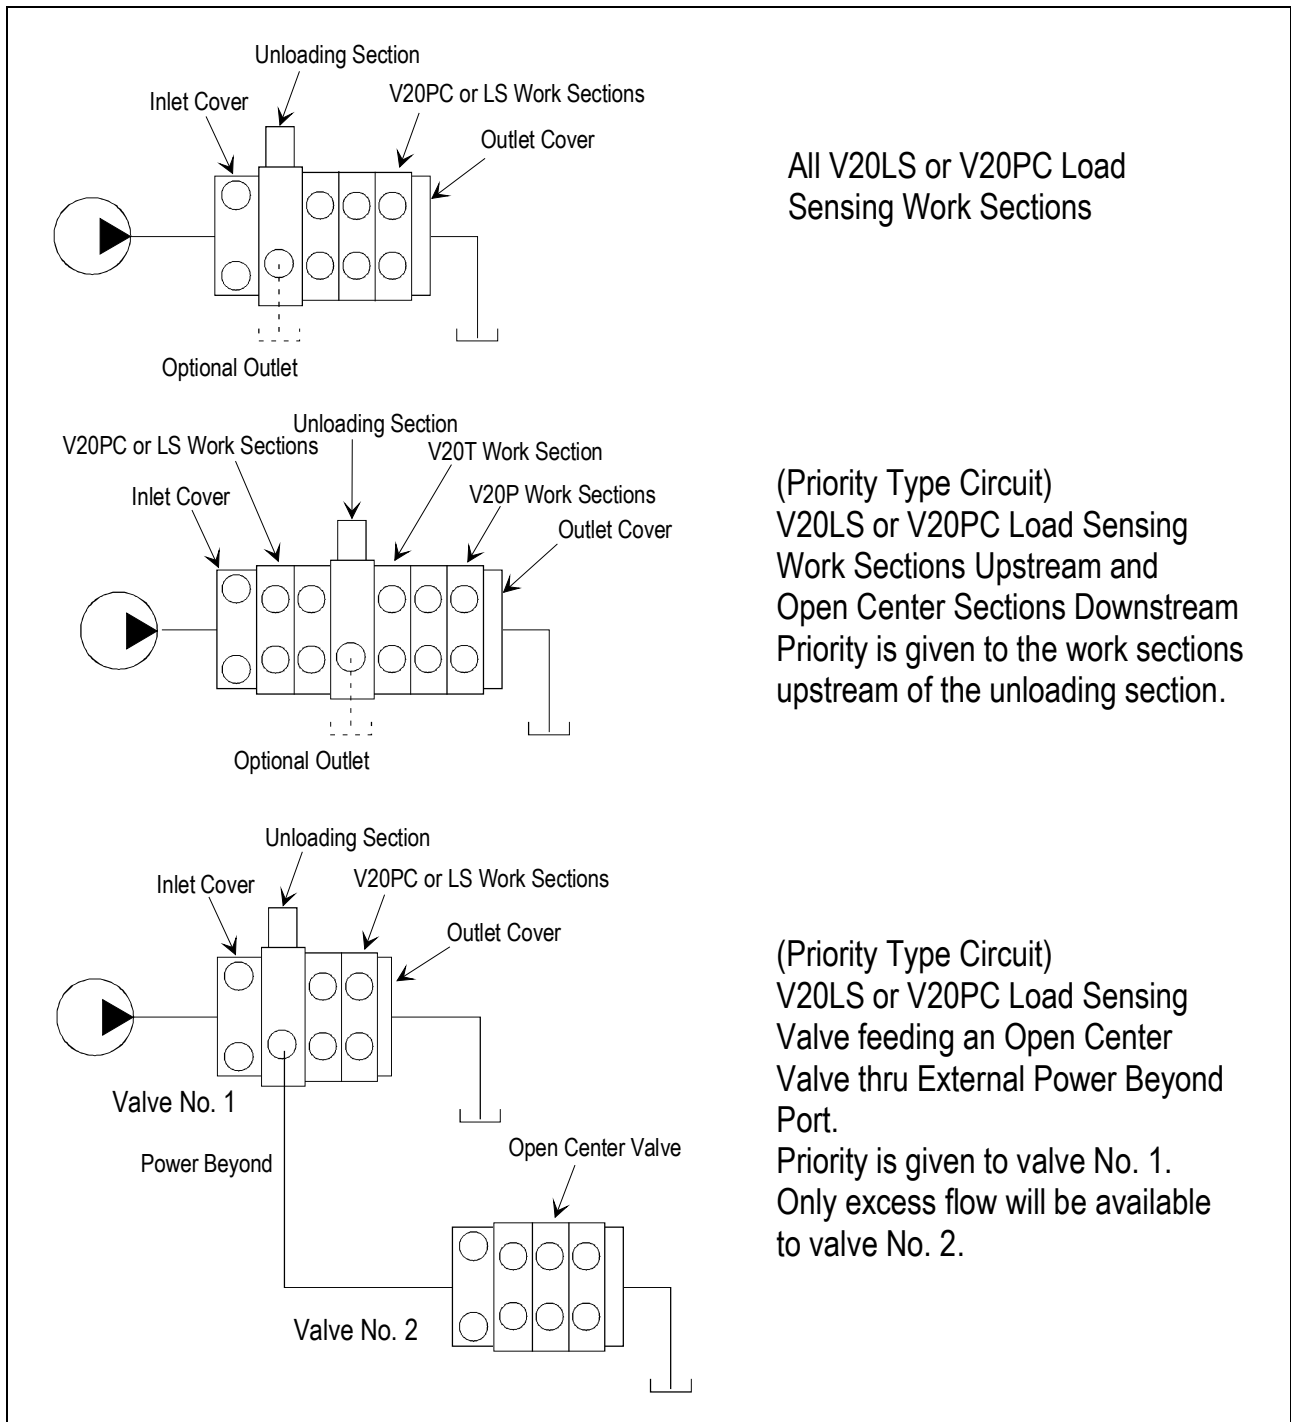 Unloading Section
Inlet Cover
V20PC or LS Work Sections
Outlet Cover
Optional Outlet
All V20LS or V20PC Load
Sensing Work Sections
Unloading Section
V20PC or LS Work Sections
V20T Work Section
Inlet Cover
V20P Work Sections
Outlet Cover
Optional Outlet
(Priority Type Circuit)
V20LS or V20PC Load Sensing
Work Sections Upstream and
Open Center Sections Downstream
Priority is given to the work sections
upstream of the unloading section.
Unloading Section
Inlet Cover
V20PC or LS Work Sections
Outlet Cover
Valve No. 1
Power Beyond
Open Center Valve
Valve No. 2
(Priority Type Circuit)
V20LS or V20PC Load Sensing
Valve feeding an Open Center
Valve thru External Power Beyond
Port.
Priority is given to valve No. 1.
Only excess flow will be available
to valve No. 2.